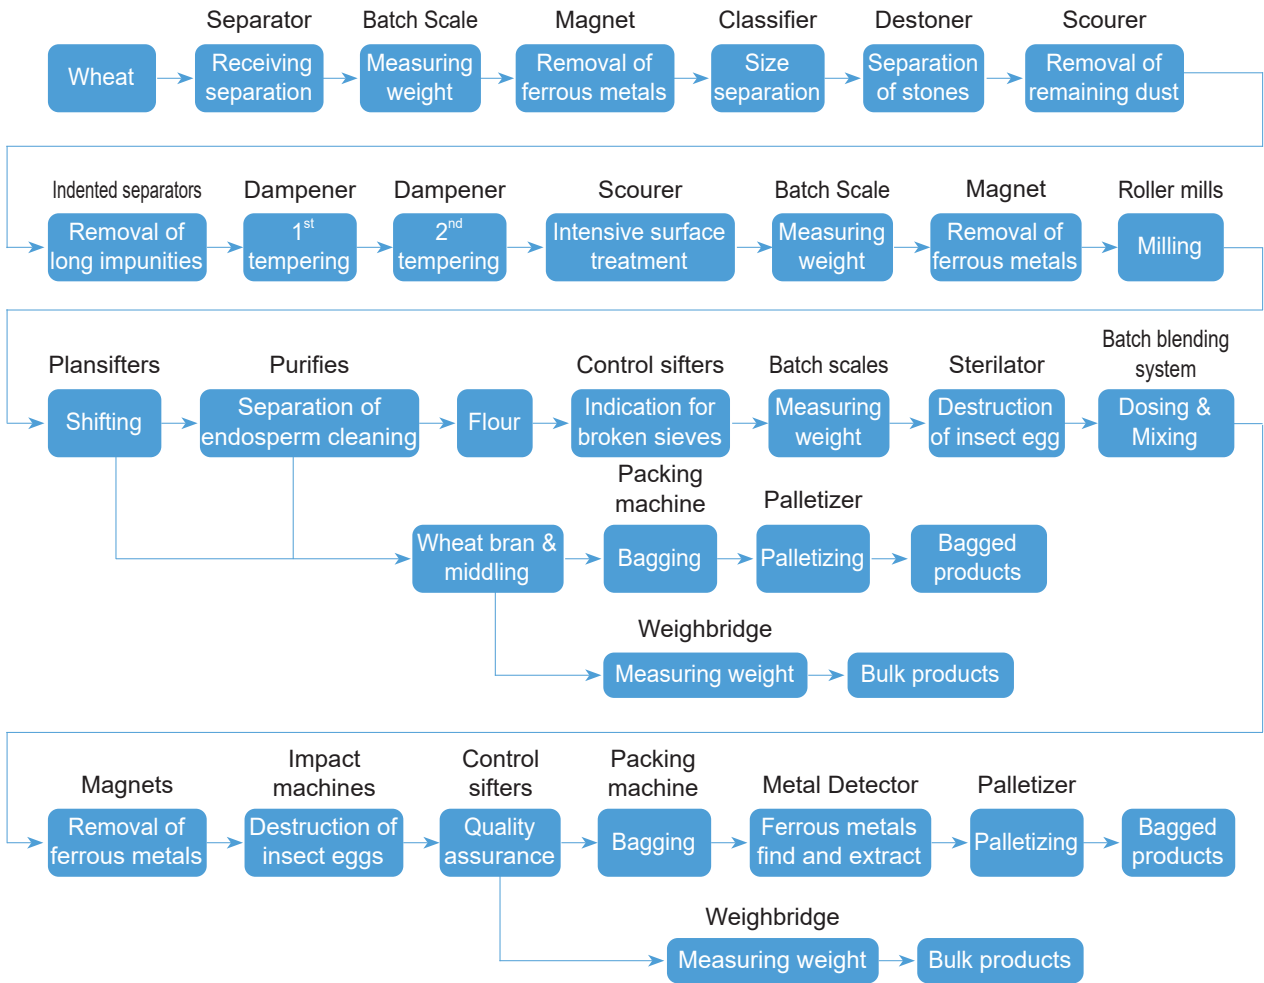 Separator
Batch Scale
Magnet
Classifier
Destoner
Scourer
Wheat
Receiving
separation
Measuring
weight
Removal of
ferrous metals
Size
separation
Separation
of stones
Removal of
remaining dust
Indented separators
Dampener
Dampener
Scourer
Batch Scale
Magnet
Roller mills
Removal of
long impunities
1st
tempering
2nd
tempering
Intensive surface
treatment
Measuring
weight
Removal of
ferrous metals
Milling
Plansifters
Purifies
Control sifters
Batch scales
Sterilator
Batch blending
system
Shifting
Separation of
endosperm cleaning
Flour
Indication for
broken sieves
Measuring
weight
Destruction
of insect egg
Dosing &
Mixing
Packing
machine
Palletizer
Wheat bran &
middling
Bagging
Palletizing
Bagged
products
Weighbridge
Measuring weight
Bulk products
Magnets
Impact
machines
Control
sifters
Packing
machine
Metal Detector
Palletizer
Removal of
ferrous metals
Destruction of
insect eggs
Quality
assurance
Bagging
Ferrous metals
find and extract
Palletizing
Bagged
products
Weighbridge
Measuring weight
Bulk products